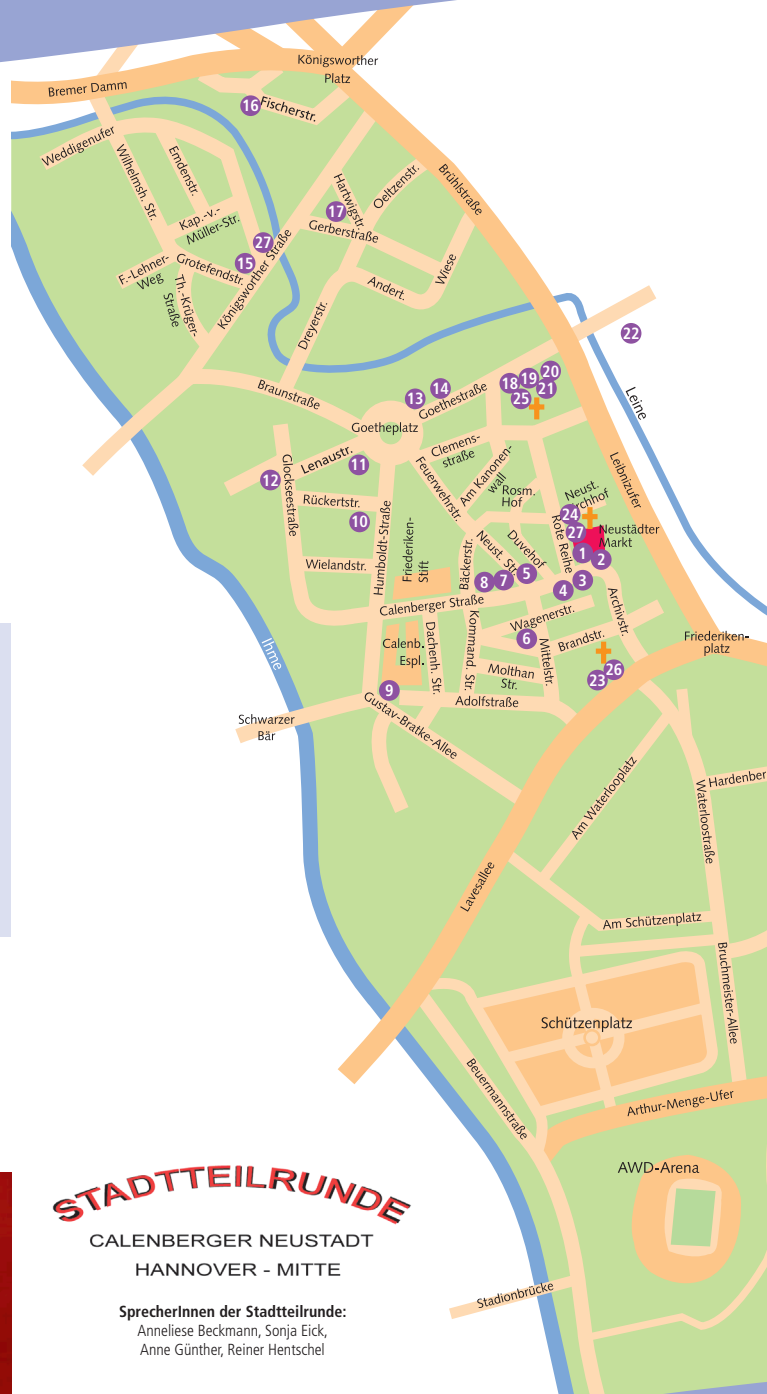 Königsworther
Platz
Bremer Damm
16
Fischerstr.
Weddigenufer
Wilhelmsh. Str.
Emdenstr.
Hartwigstr.
Oeltzenstr.
Brühlstraße
17
Kap.-v.-
Müller-Str.
Gerberstraße
27
15
Königsworther Straße
F.-Lehner-
Weg
Grotefendstr.
Th.-Krüger-
Straße
Andert.
Wiese
Dreyerstr.
22
Braunstraße
13
14
Goethestraße
18
19
20
21
25
Leine
Goetheplatz
Clemens-
straße
Lenaustr.
11
12
Glockseestraße
Feuerwehrstr.
Am Kanonen-
wall
Leibnizufer
Rückertstr.
10
Rosm.
Hof
Neust.
Kirchhof
24
27
Rote Reihe
Neustädter
Markt
1
2
Humboldt-Straße
Friederiken-
Stift
Bäckerstr.
Neust. Str.
Duvehof
Wielandstr.
8
7
5
4
3
Calenberger Straße
Archivstr.
Wagenerstr.
6
Brandstr.
Friederiken-
platz
Ihme
Calenb.
Espl.
Dachenh. Str.
Kommand. Str.
Mittelstr.
Molthan
Str.
23
26
9
Adolfstraße
Schwarzer
Bär
Gustav-Bratke-Allee
Am Waterlooplatz
Hardenber
Waterloostraße
Lavesallee
Am Schützenplatz
Bruchmeister-Allee
Schützenplatz
Beuermannstraße
Arthur-Menge-Ufer
AWD-Arena
Stadionbrücke
STADTTEILRUNDE
CALENBERGER NEUSTADT
HANNOVER - MITTE
SprecherInnen der Stadtteilrunde:
Anneliese Beckmann, Sonja Eick,
Anne Günther, Reiner Hentschel